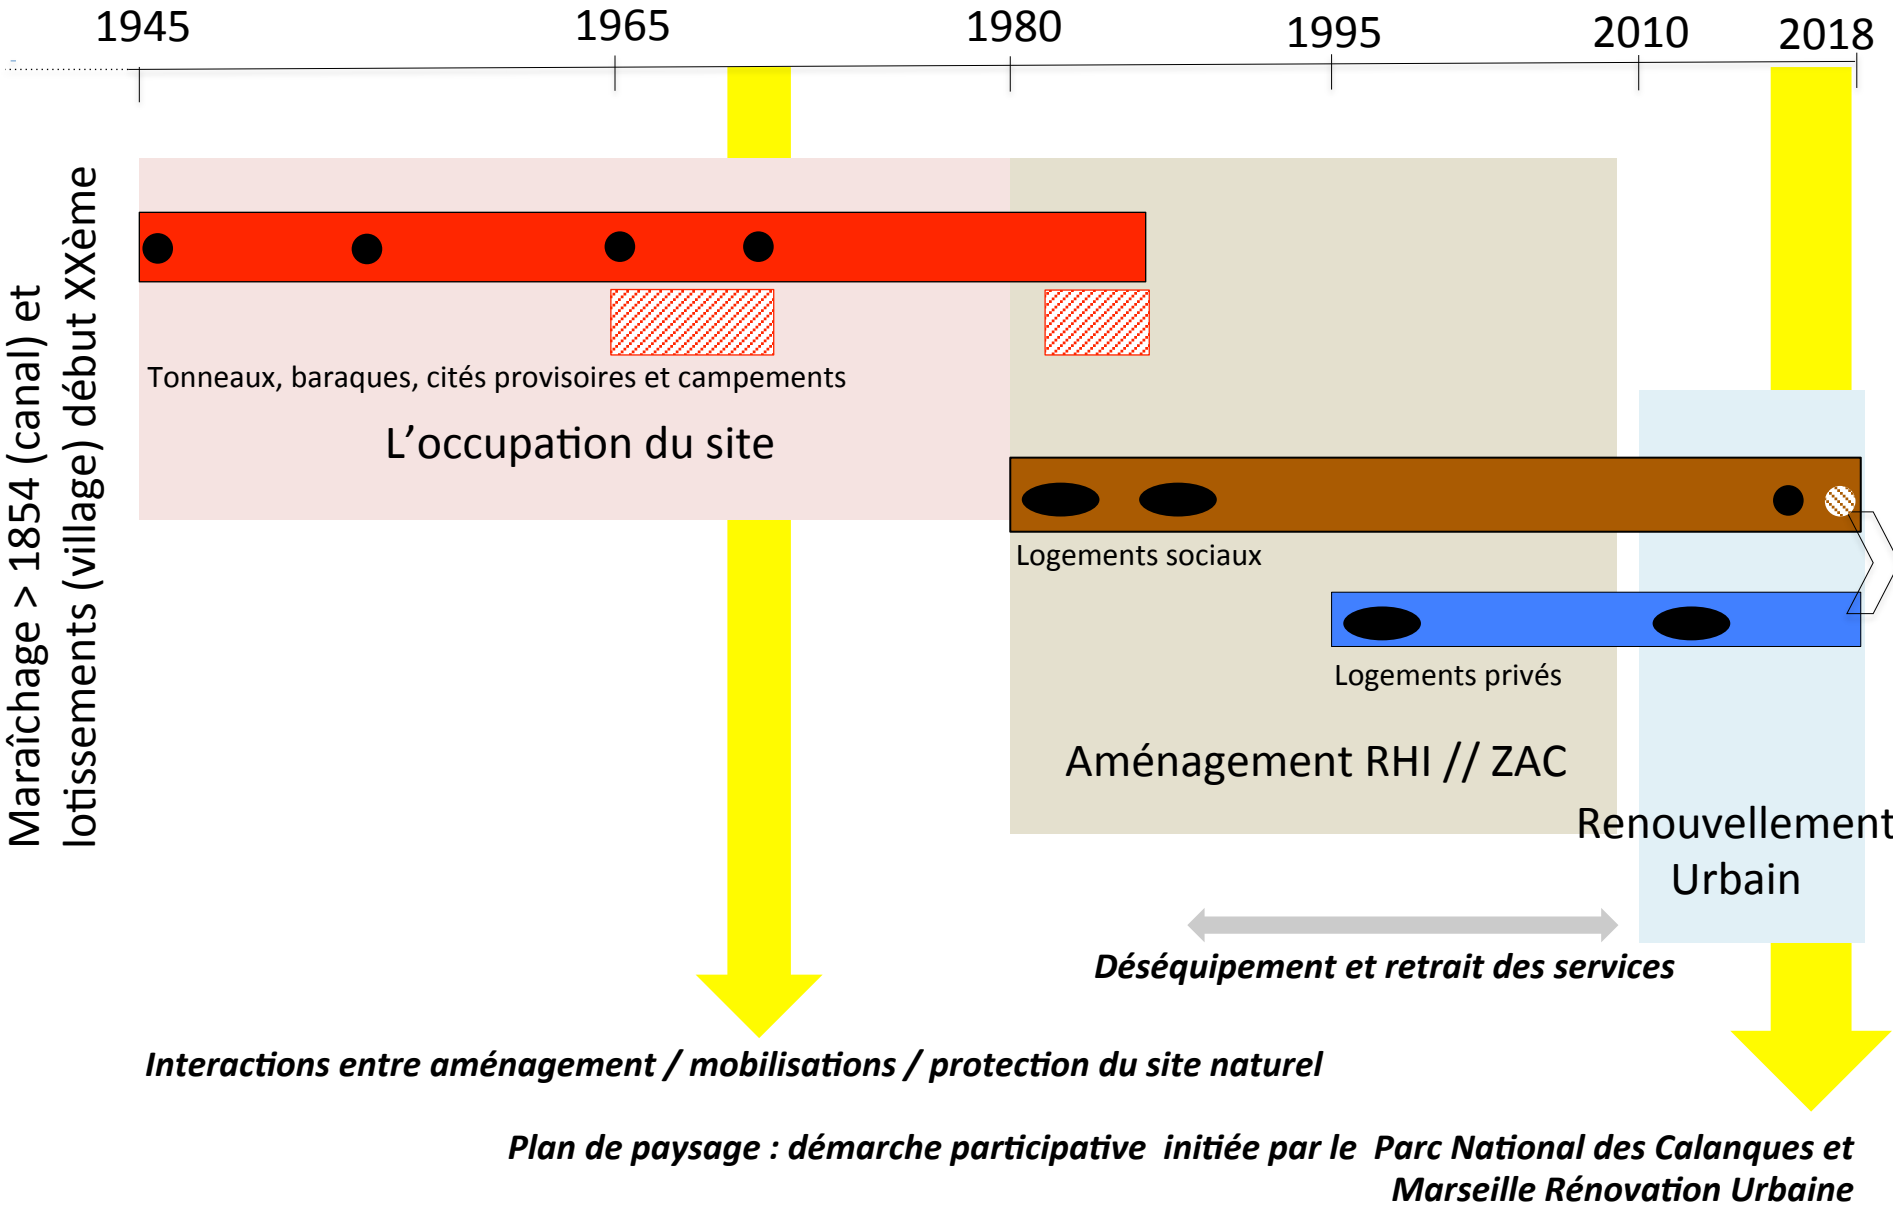 1945 1965 1980 1995 2010 2018
Maraîchage > 1854 (canal) et
lotissements (village) début XXème
Tonneaux, baraques, cités provisoires et campements
L’occupation du site
Logements sociaux
Logements privés
Aménagement RHI // ZAC
Renouvellement
Urbain
Déséquipement et retrait des services
Interactions entre aménagement / mobilisations / protection du site naturel
Plan de paysage : démarche participative initiée par le Parc National des Calanques et
Marseille Rénovation Urbaine